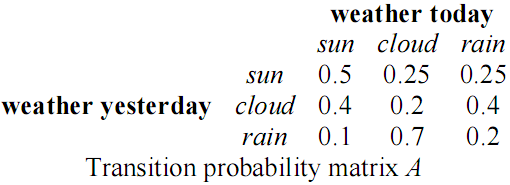 weather today
sun cloud rain
sun 0.5 0.25 0.25
weather yesterday cloud 0.4 0.2 0.4
rain 0.1 0.7 0.2
Transition probability matrix A